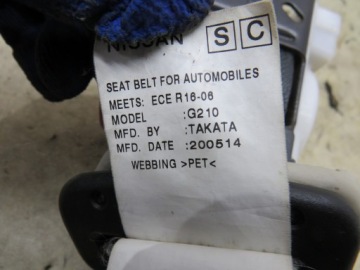 NISSAN S C
SEAT BELT FOR AUTOMOBILES
MEETS: ECE R16-06
MODEL :G210
MFD. BY :TAKATA
MFD. DATE :200514
WEBBING >PET<